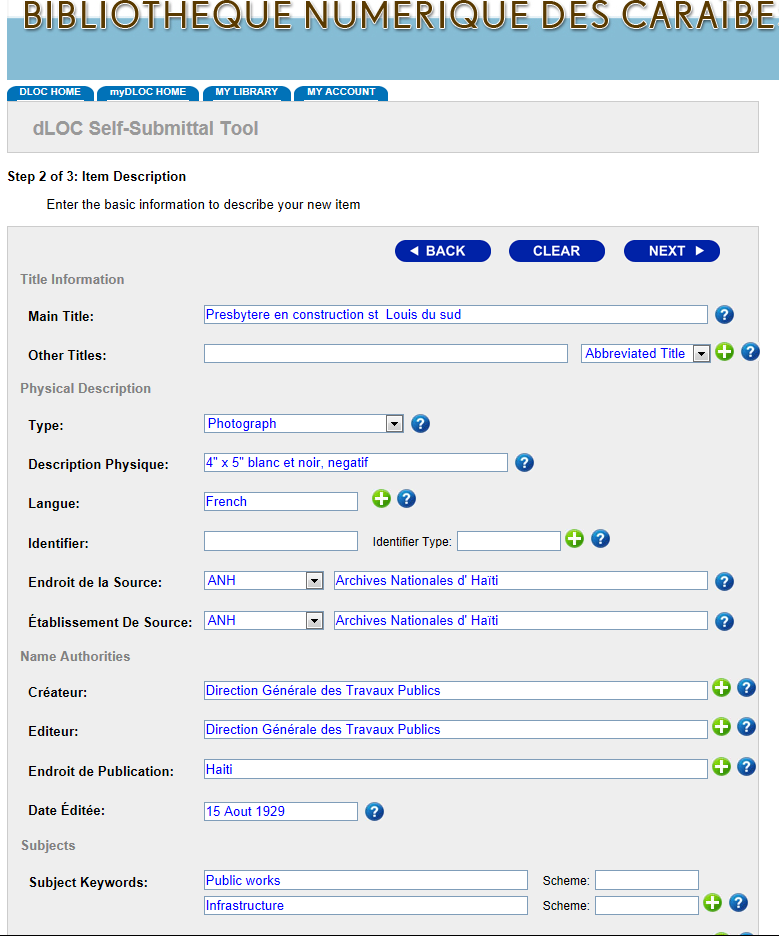 BIBLIOTHEQUE NUMERIQUE DES CARAIBE
DLOC HOME myDLOC HOME MY LIBRARY MY ACCOUNT
dLOC Self-Submittal Tool
Step 2 of 3: Item Description
Enter the basic information to describe your new item
BACK CLEAR NEXT
Title Information
Main Title: Presbytere en construction st Louis du sud ?
Other Titles: Abbreviated Title + ?
Physical Description
Type: Photograph ?
Description Physique: 4" x 5" blanc et noir, negatif ?
Langue: French + ?
Identifier: Identifier Type: + ?
Endroit de la Source: ANH Archives Nationales d' Haïti ?
Établissement De Source: ANH Archives Nationales d' Haïti ?
Name Authorities
Créateur: Direction Générale des Travaux Publics + ?
Editeur: Direction Générale des Travaux Publics + ?
Endroit de Publication: Haiti + ?
Date Éditée: 15 Aout 1929 ?
Subjects
Subject Keywords: Public works Scheme:
Infrastructure Scheme: + ?